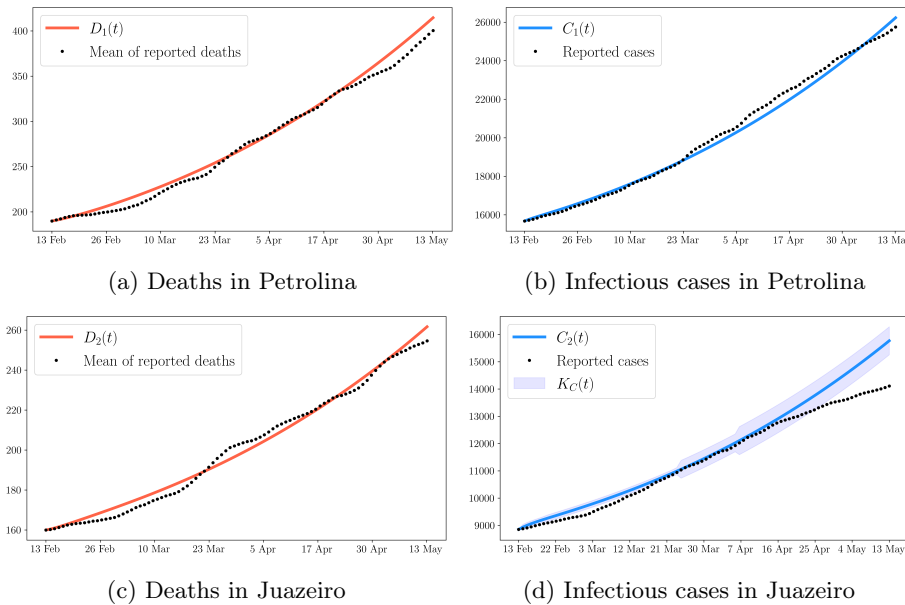 D₁(t)
Mean of reported deaths
400
350
300
250
200
13 Feb 26 Feb 10 Mar 23 Mar 5 Apr 17 Apr 30 Apr 13 May
(a) Deaths in Petrolina
C₁(t)
Reported cases
26000
24000
22000
20000
18000
16000
13 Feb 26 Feb 10 Mar 23 Mar 5 Apr 17 Apr 30 Apr 13 May
(b) Infectious cases in Petrolina
D₂(t)
Mean of reported deaths
260
240
220
200
180
160
13 Feb 26 Feb 10 Mar 23 Mar 5 Apr 17 Apr 30 Apr 13 May
(c) Deaths in Juazeiro
C₂(t)
Reported cases
K_C(t)
16000
15000
14000
13000
12000
11000
10000
9000
13 Feb 22 Feb 3 Mar 12 Mar 21 Mar 30 Mar 7 Apr 16 Apr 25 Apr 4 May 13 May
(d) Infectious cases in Juazeiro